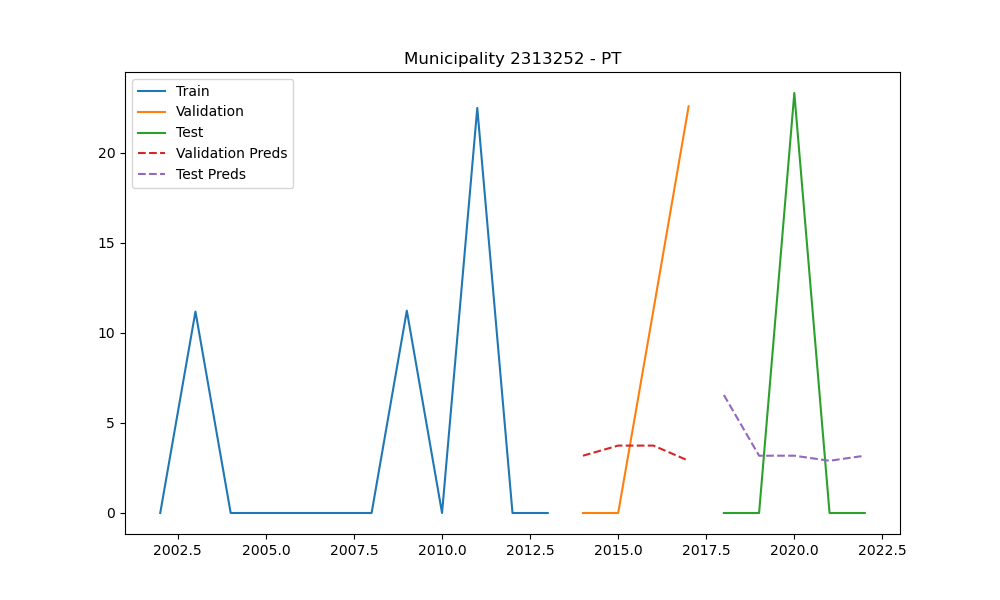 Municipality 2313252 - PT
Train
Validation
Test
Validation Preds
Test Preds
20
15
10
5
0
2002.5 2005.0 2007.5 2010.0 2012.5 2015.0 2017.5 2020.0 2022.5